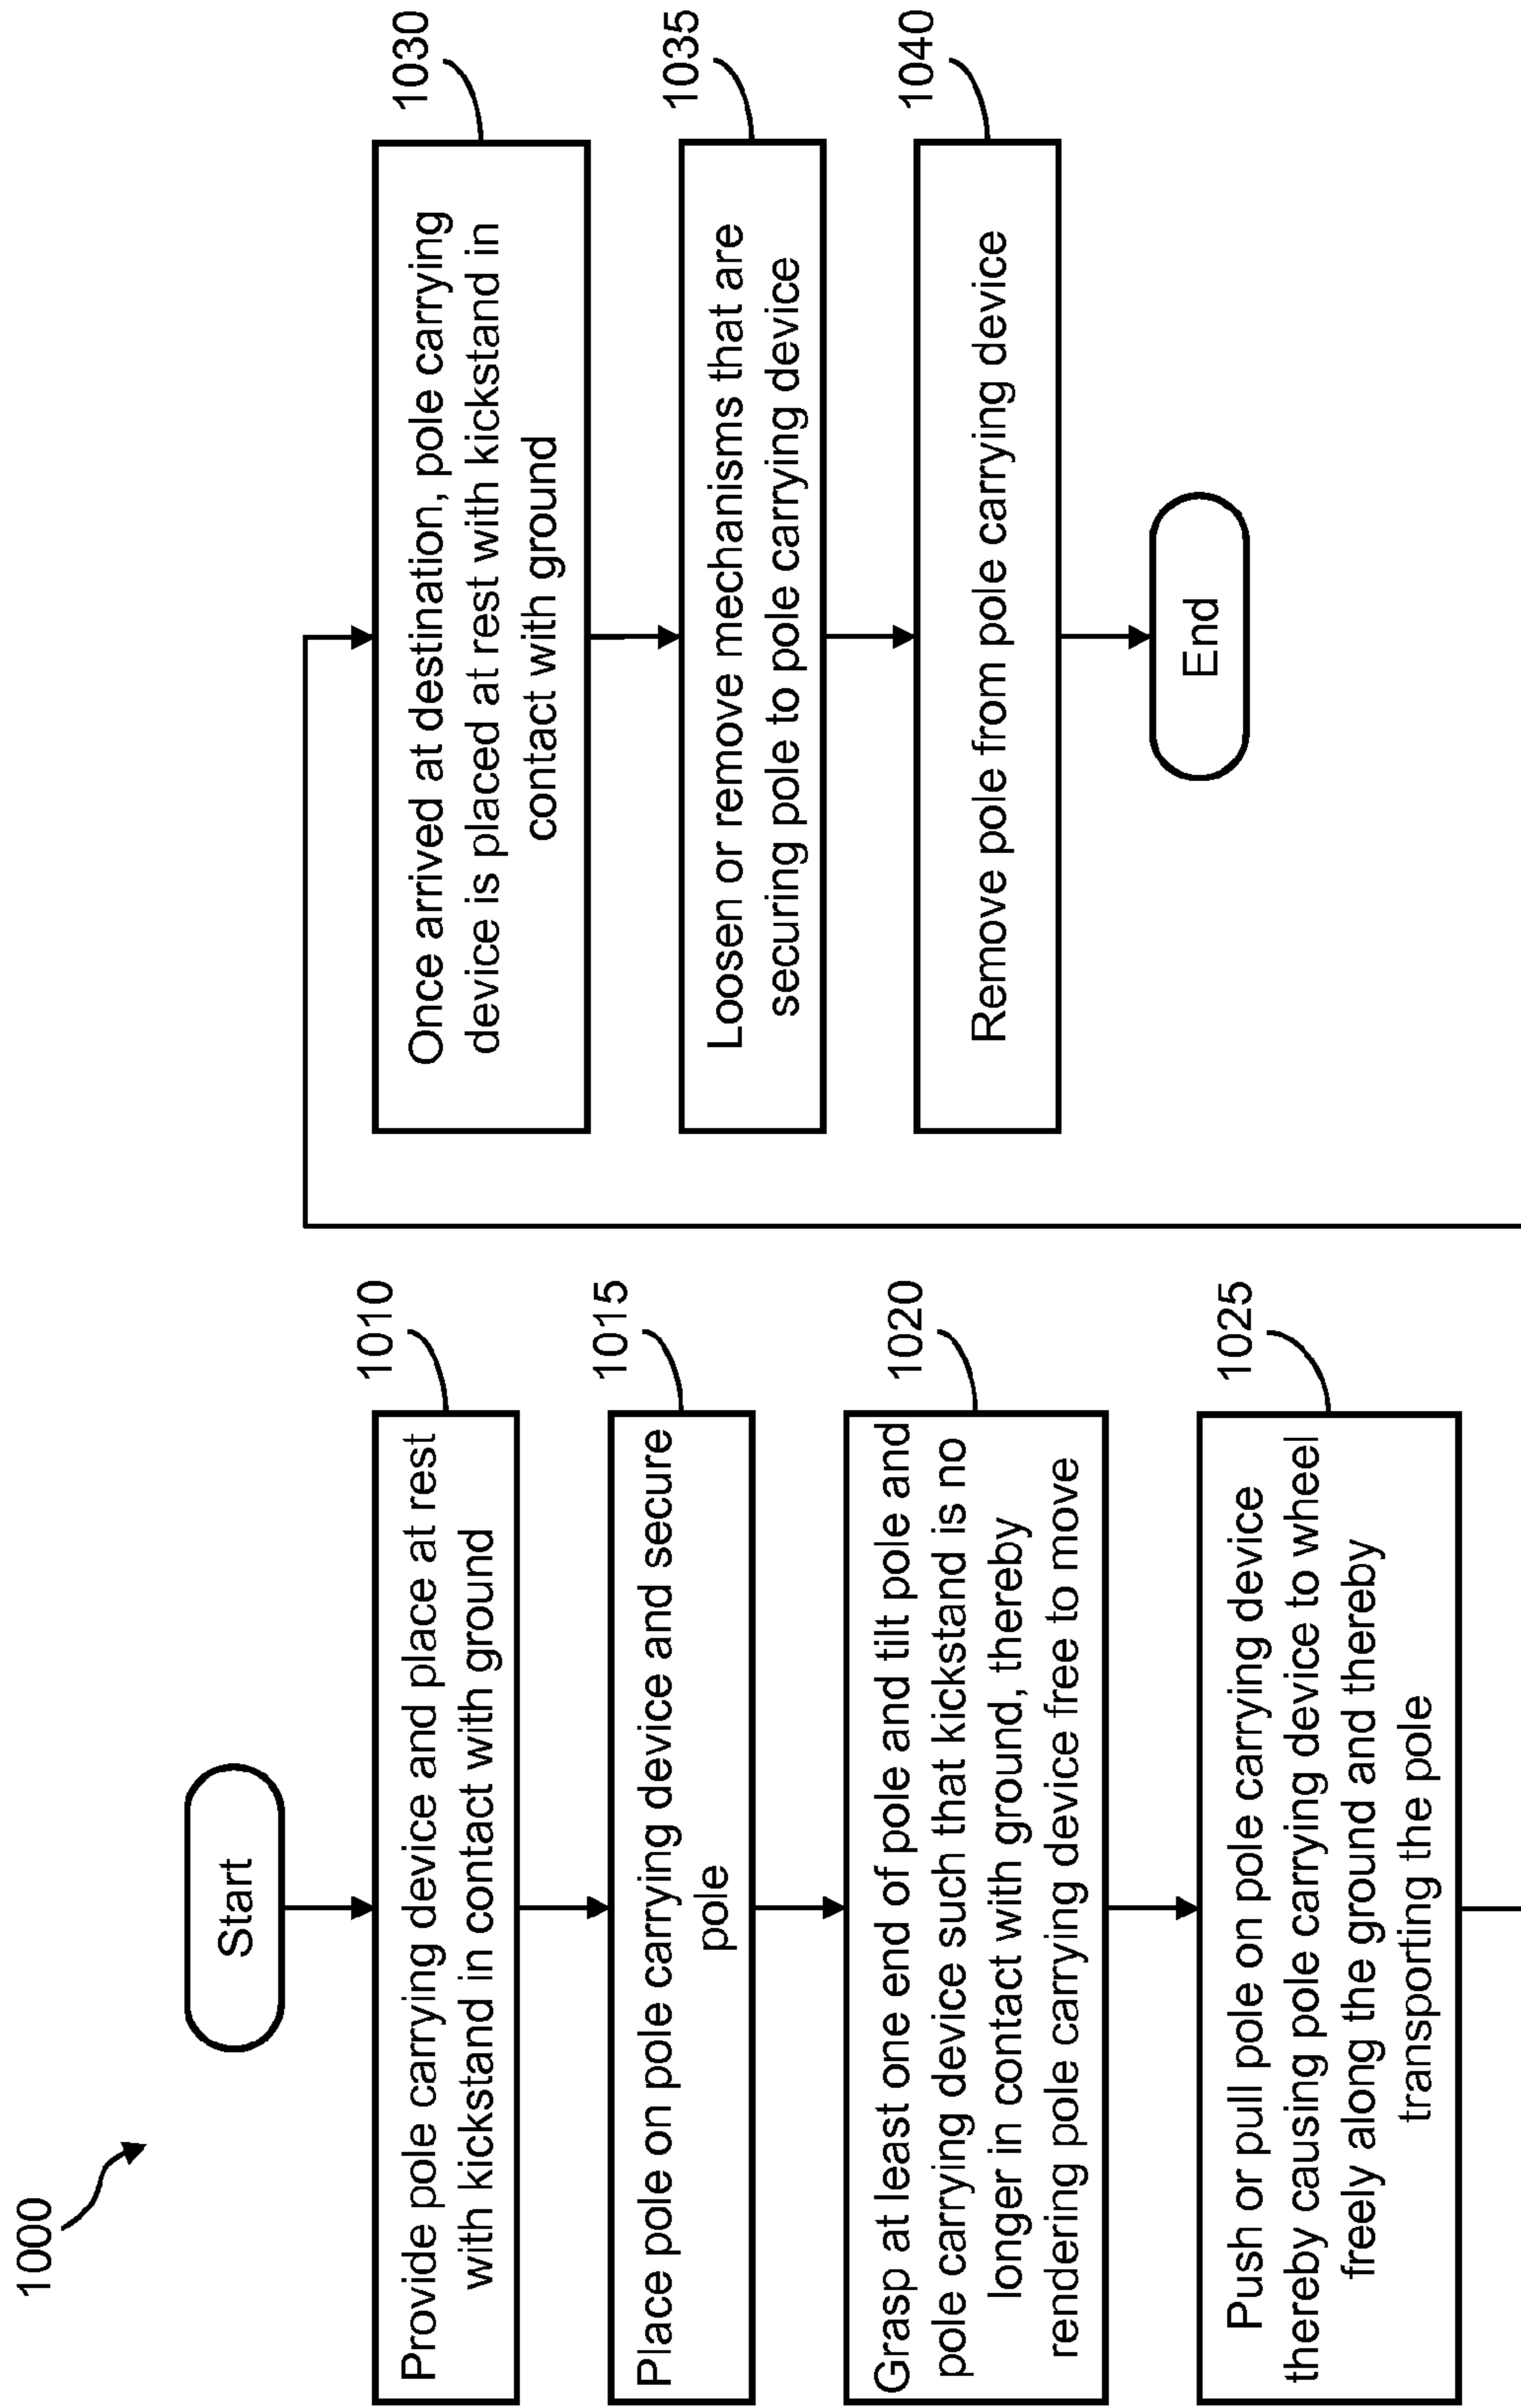 1000
Start
1010
Provide pole carrying device and place at rest
with kickstand in contact with ground
1015
Place pole on pole carrying device and secure
pole
1020
Grasp at least one end of pole and tilt pole and
pole carrying device such that kickstand is no
longer in contact with ground, thereby
rendering pole carrying device free to move
1025
Push or pull pole on pole carrying device
thereby causing pole carrying device to wheel
freely along the ground and thereby
transporting the pole
1030
Once arrived at destination, pole carrying
device is placed at rest with kickstand in
contact with ground
1035
Loosen or remove mechanisms that are
securing pole to pole carrying device
1040
Remove pole from pole carrying device
End